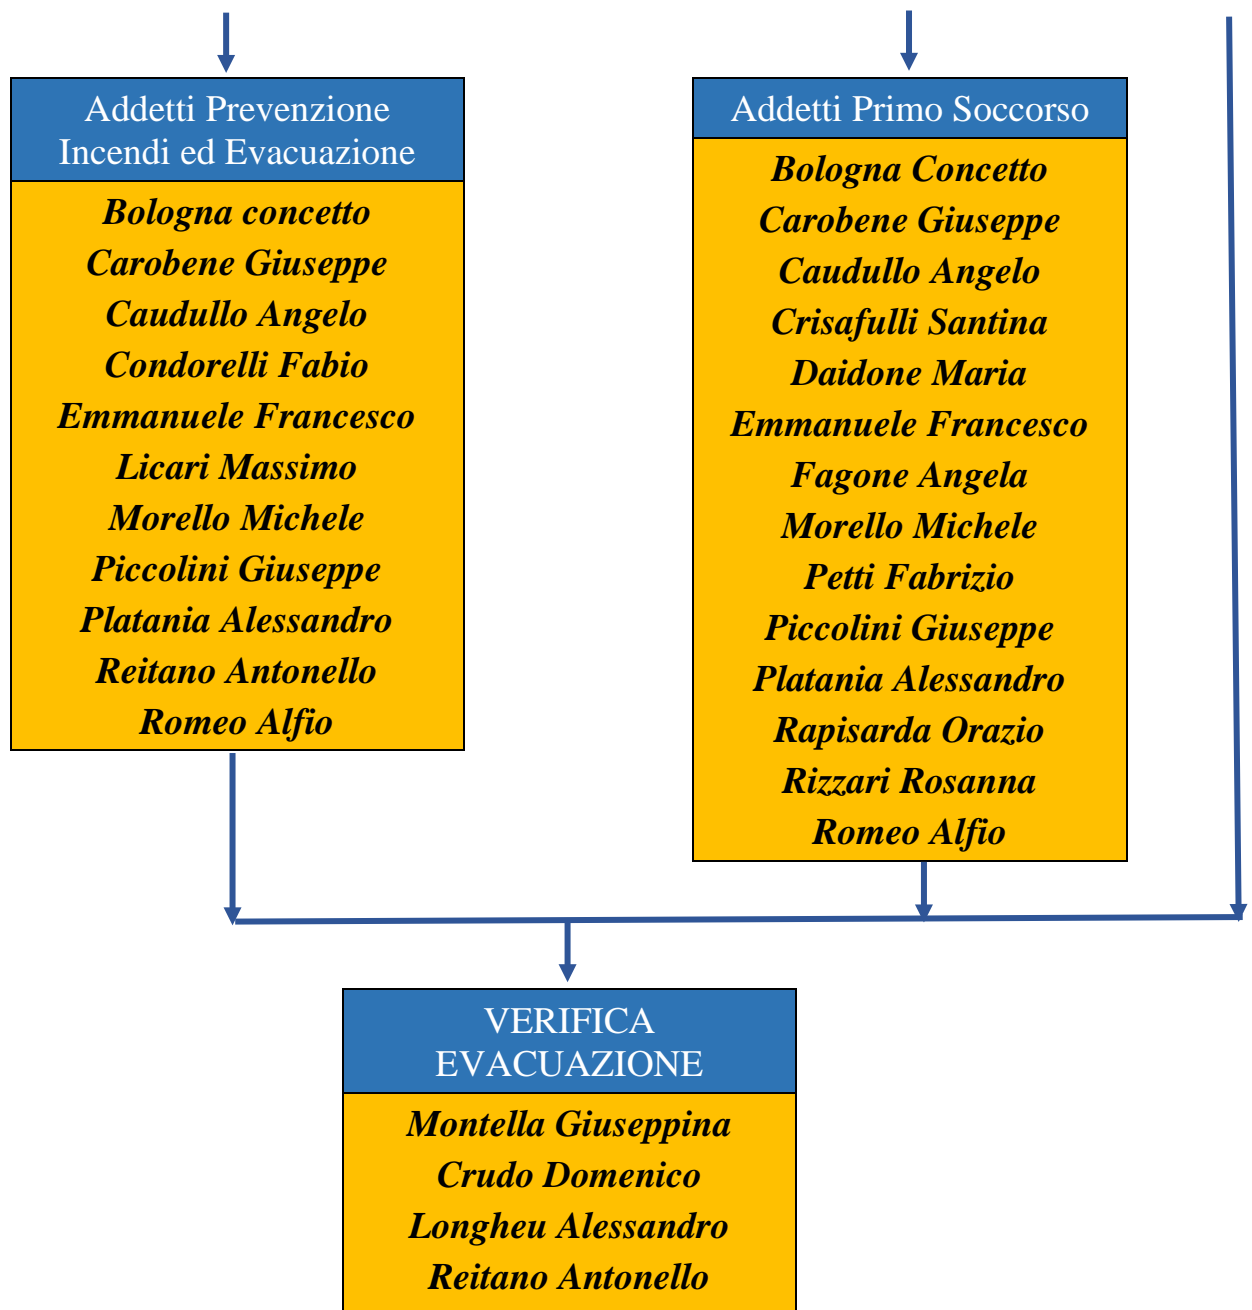 Addetti Prevenzione
Incendi ed Evacuazione
Bologna concetto
Carobene Giuseppe
Caudullo Angelo
Condorelli Fabio
Emmanuele Francesco
Licari Massimo
Morello Michele
Piccolini Giuseppe
Platania Alessandro
Reitano Antonello
Romeo Alfio
Addetti Primo Soccorso
Bologna Concetto
Carobene Giuseppe
Caudullo Angelo
Crisafulli Santina
Daidone Maria
Emmanuele Francesco
Fagone Angela
Morello Michele
Petti Fabrizio
Piccolini Giuseppe
Platania Alessandro
Rapisarda Orazio
Rizzari Rosanna
Romeo Alfio
VERIFICA
EVACUAZIONE
Montella Giuseppina
Crudo Domenico
Longheu Alessandro
Reitano Antonello